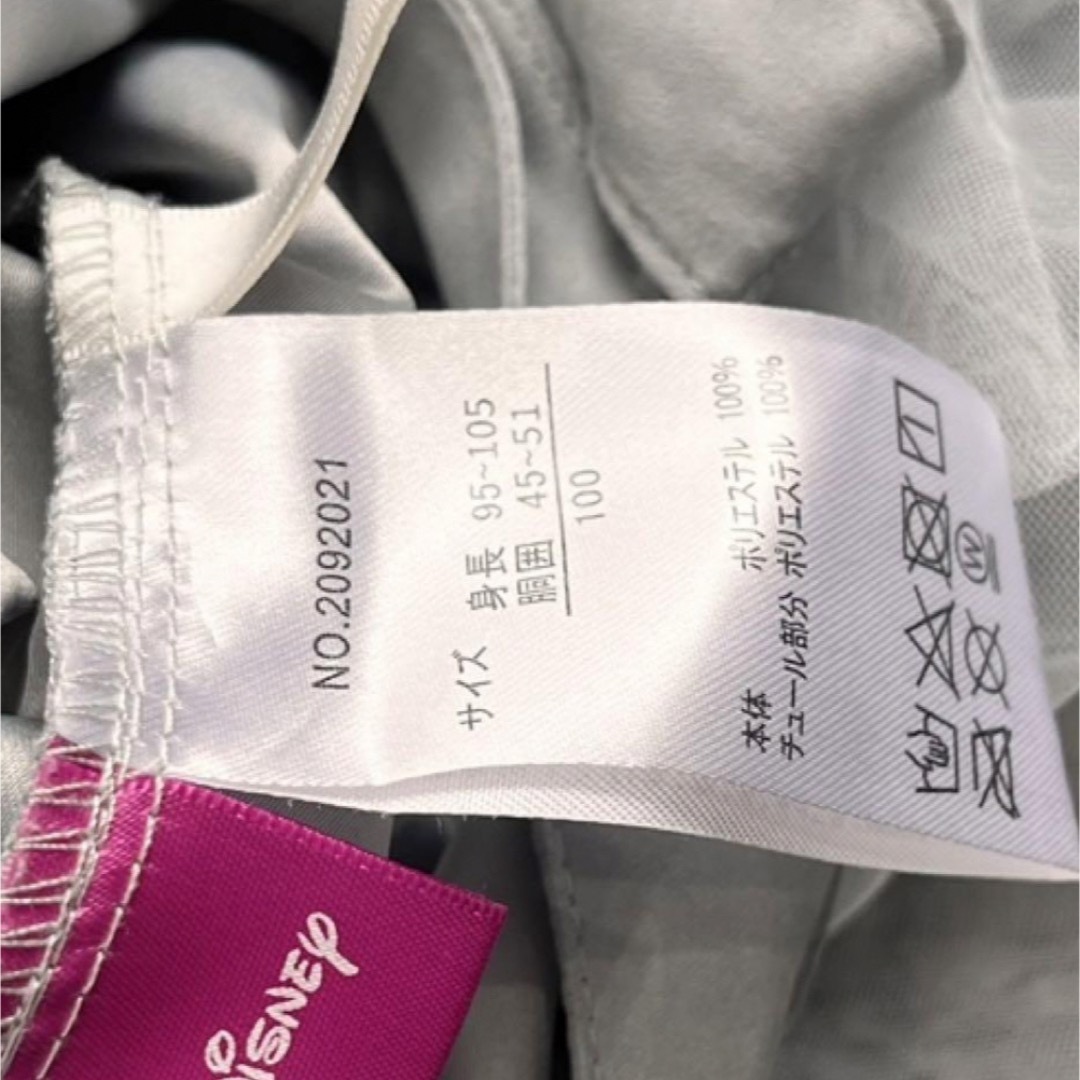 NO.2092021
サイズ 身長 95~105
胴囲 45~51
100
本体 ポリエステル 100%
チュール部分 ポリエステル 100%
W
DISNEY